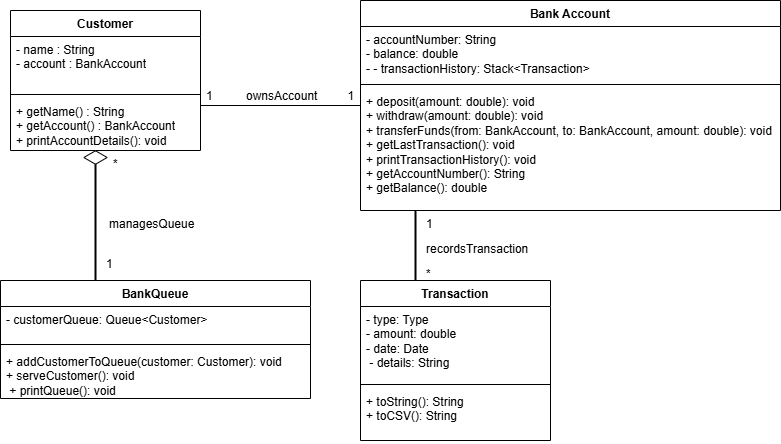 Customer
- name : String
- account : BankAccount
+ getName() : String
+ getAccount() : BankAccount
+ printAccountDetails(): void
1
ownsAccount
1
Bank Account
- accountNumber: String
- balance: double
- - transactionHistory: Stack<Transaction>
+ deposit(amount: double): void
+ withdraw(amount: double): void
+ transferFunds(from: BankAccount, to: BankAccount, amount: double): void
+ getLastTransaction(): void
+ printTransactionHistory(): void
+ getAccountNumber(): String
+ getBalance(): double
*
managesQueue
1
1
recordsTransaction
*
BankQueue
- customerQueue: Queue<Customer>
+ addCustomerToQueue(customer: Customer): void
+ serveCustomer(): void
+ printQueue(): void
Transaction
- type: Type
- amount: double
- date: Date
- details: String
+ toString(): String
+ toCSV(): String